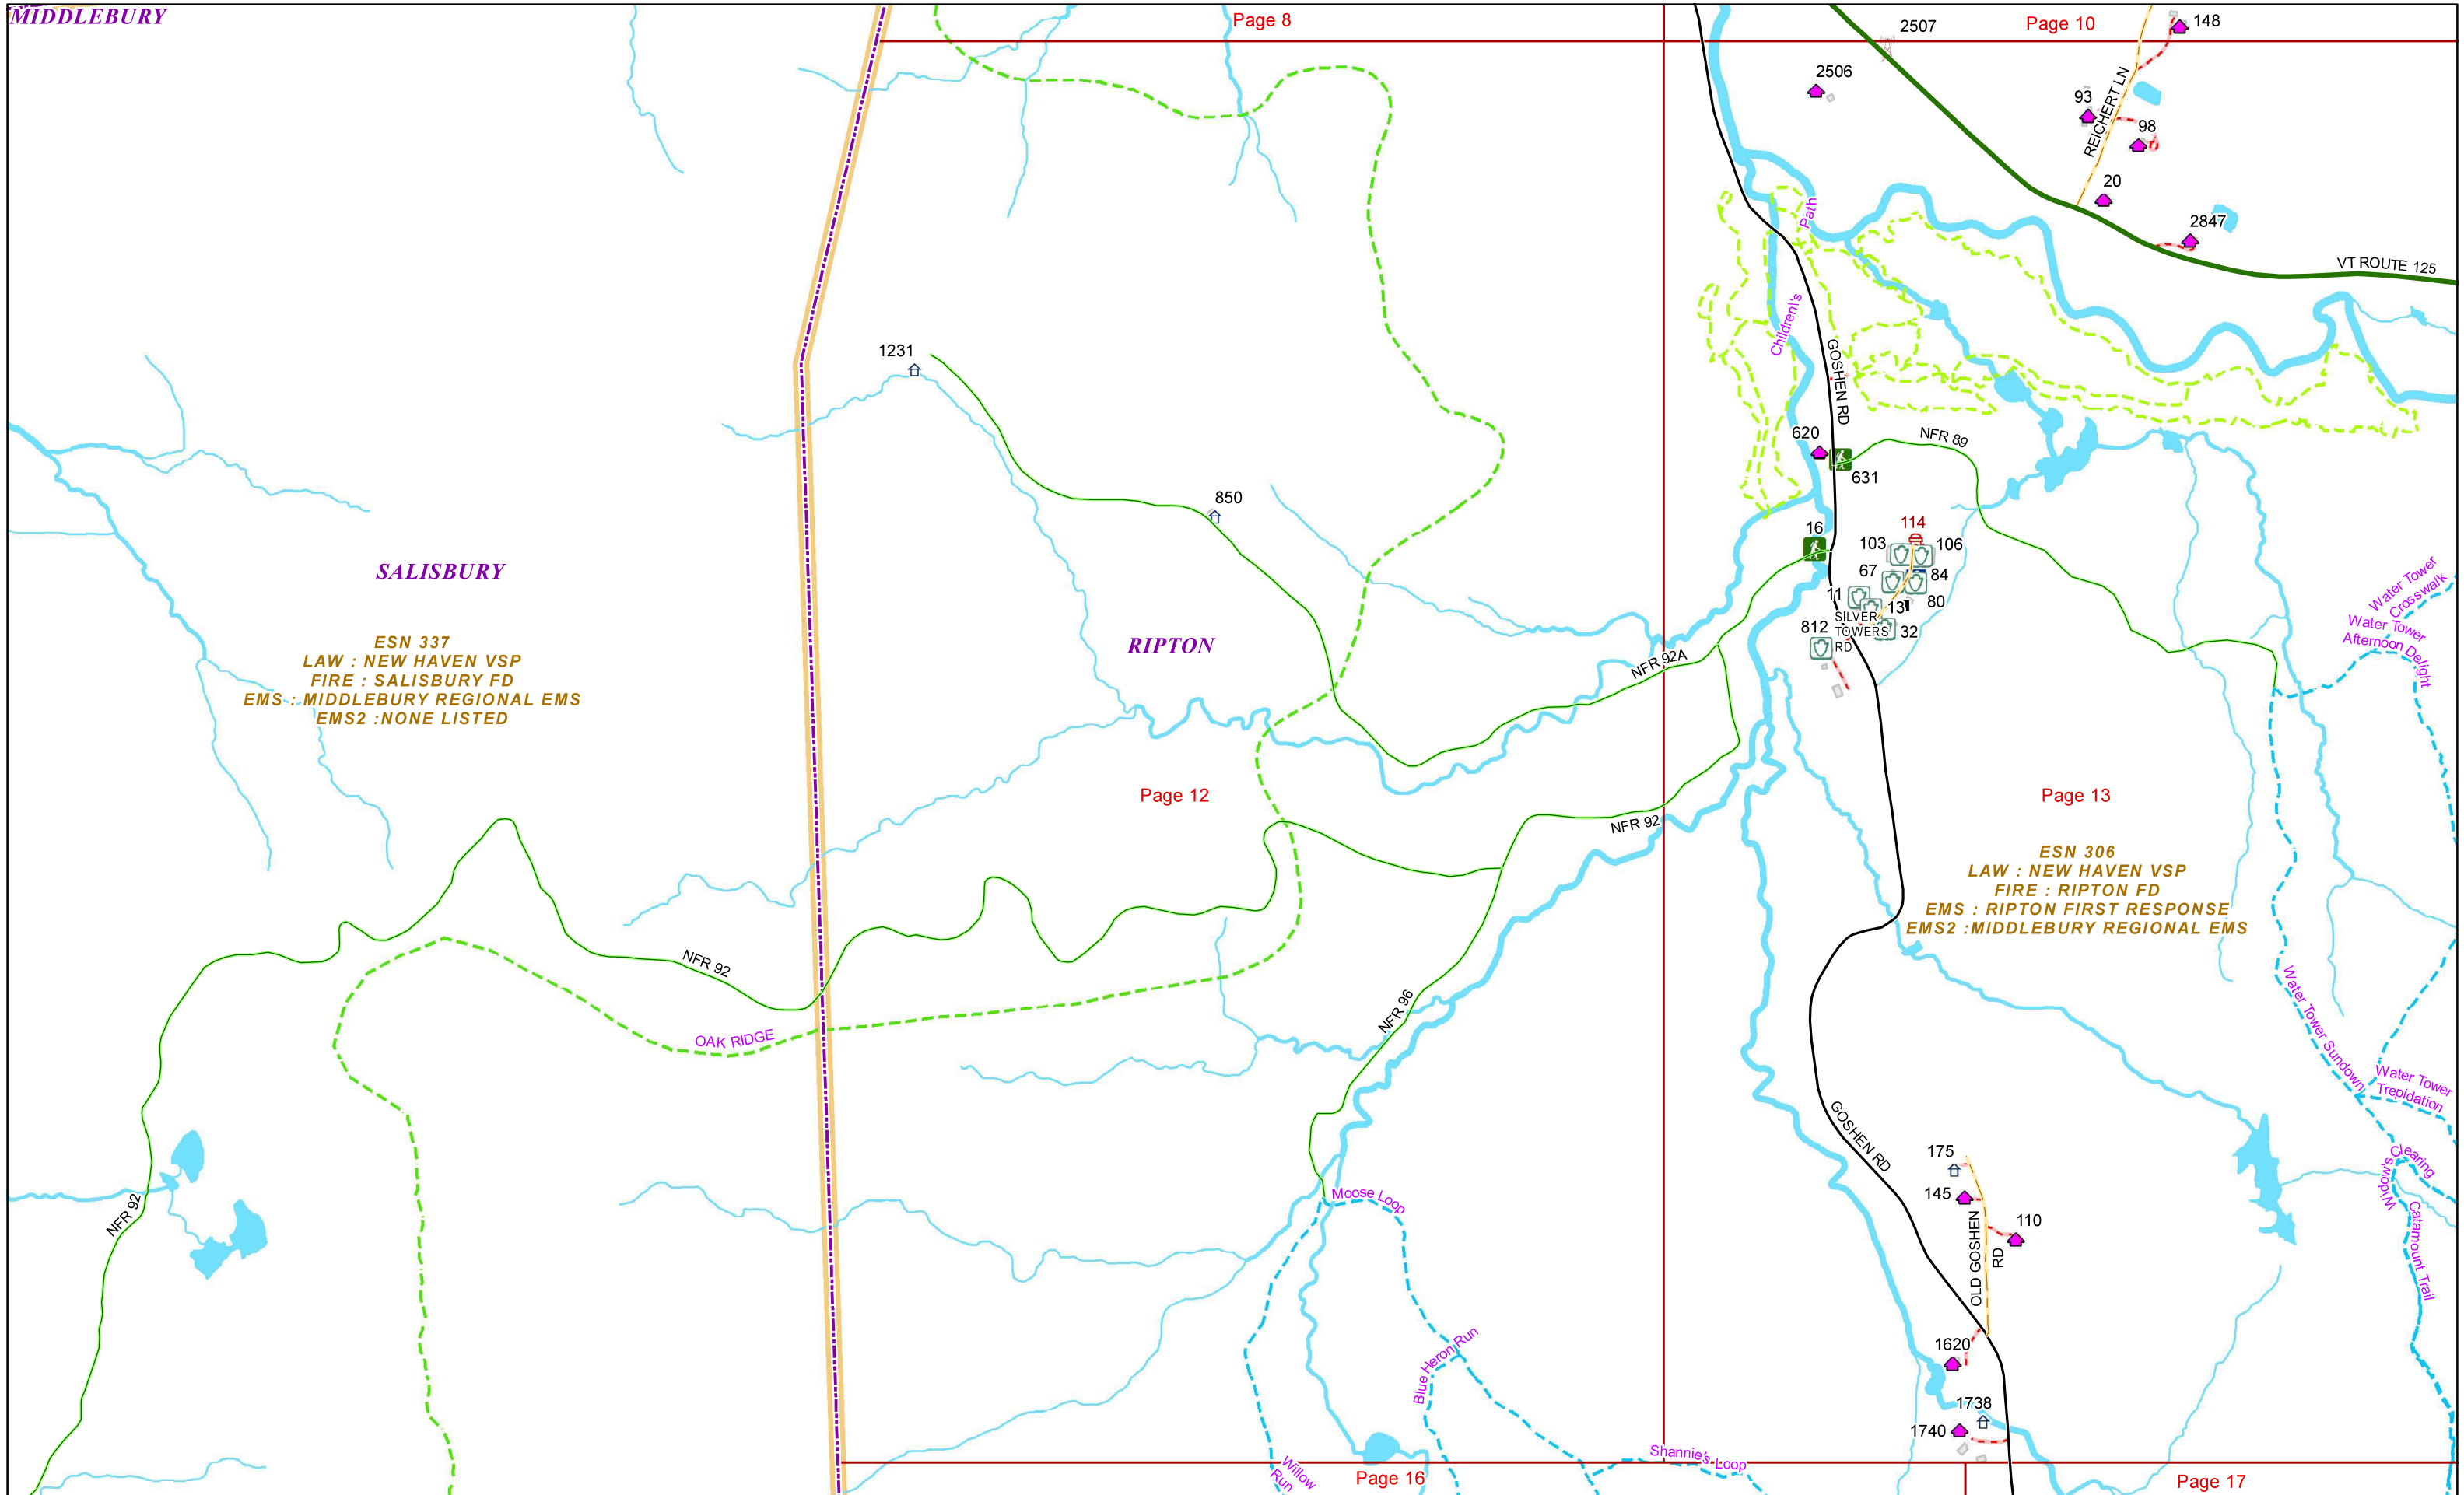 MIDDLEBURY
Page 8
2507
Page 10
148
2506
93
REICHERT LN
98
20
2847
VT ROUTE 125
Path
Children's
GOSHEN RD
1231
850
620
NFR 89
631
16
114
103
106
67
84
11
13
80
SILVER
TOWERS
RD
32
812
SALISBURY
ESN 337
LAW : NEW HAVEN VSP
FIRE : SALISBURY FD
EMS : MIDDLEBURY REGIONAL EMS
EMS2 :NONE LISTED
RIPTON
NFR 92A
Water Tower
Crosswalk
Water Tower
Afternoon Delight
Page 12
Page 13
NFR 92
ESN 306
LAW : NEW HAVEN VSP
FIRE : RIPTON FD
EMS : RIPTON FIRST RESPONSE
EMS2 :MIDDLEBURY REGIONAL EMS
NFR 92
OAK RIDGE
NFR 96
Water Tower Sundown
Water Tower
Trepidation
GOSHEN RD
NFR 92
Moose Loop
175
145
110
OLD GOSHEN
RD
Widow's Clearing
Catamount Trail
Blue Heron Run
1620
1738
1740
Willow
Run
Shannie's Loop
Page 16
Page 17